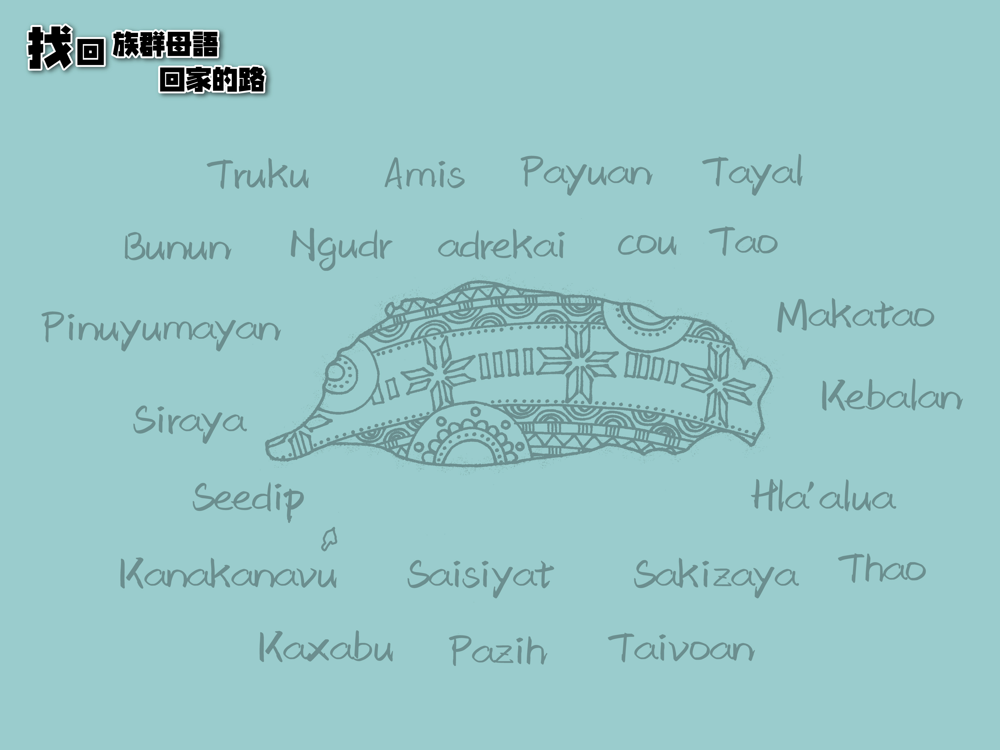 找回族群母語
回家的路
Truku Amis Payuan Tayal
Bunun Ngudr adrekai cou Tao
Pinuyumayan Makatao
Kebalan
Siraya
Seedip Hla'alua
Kanakanavu Saisiyat Sakizaya Thao
Kaxabu Pazih Taivoan